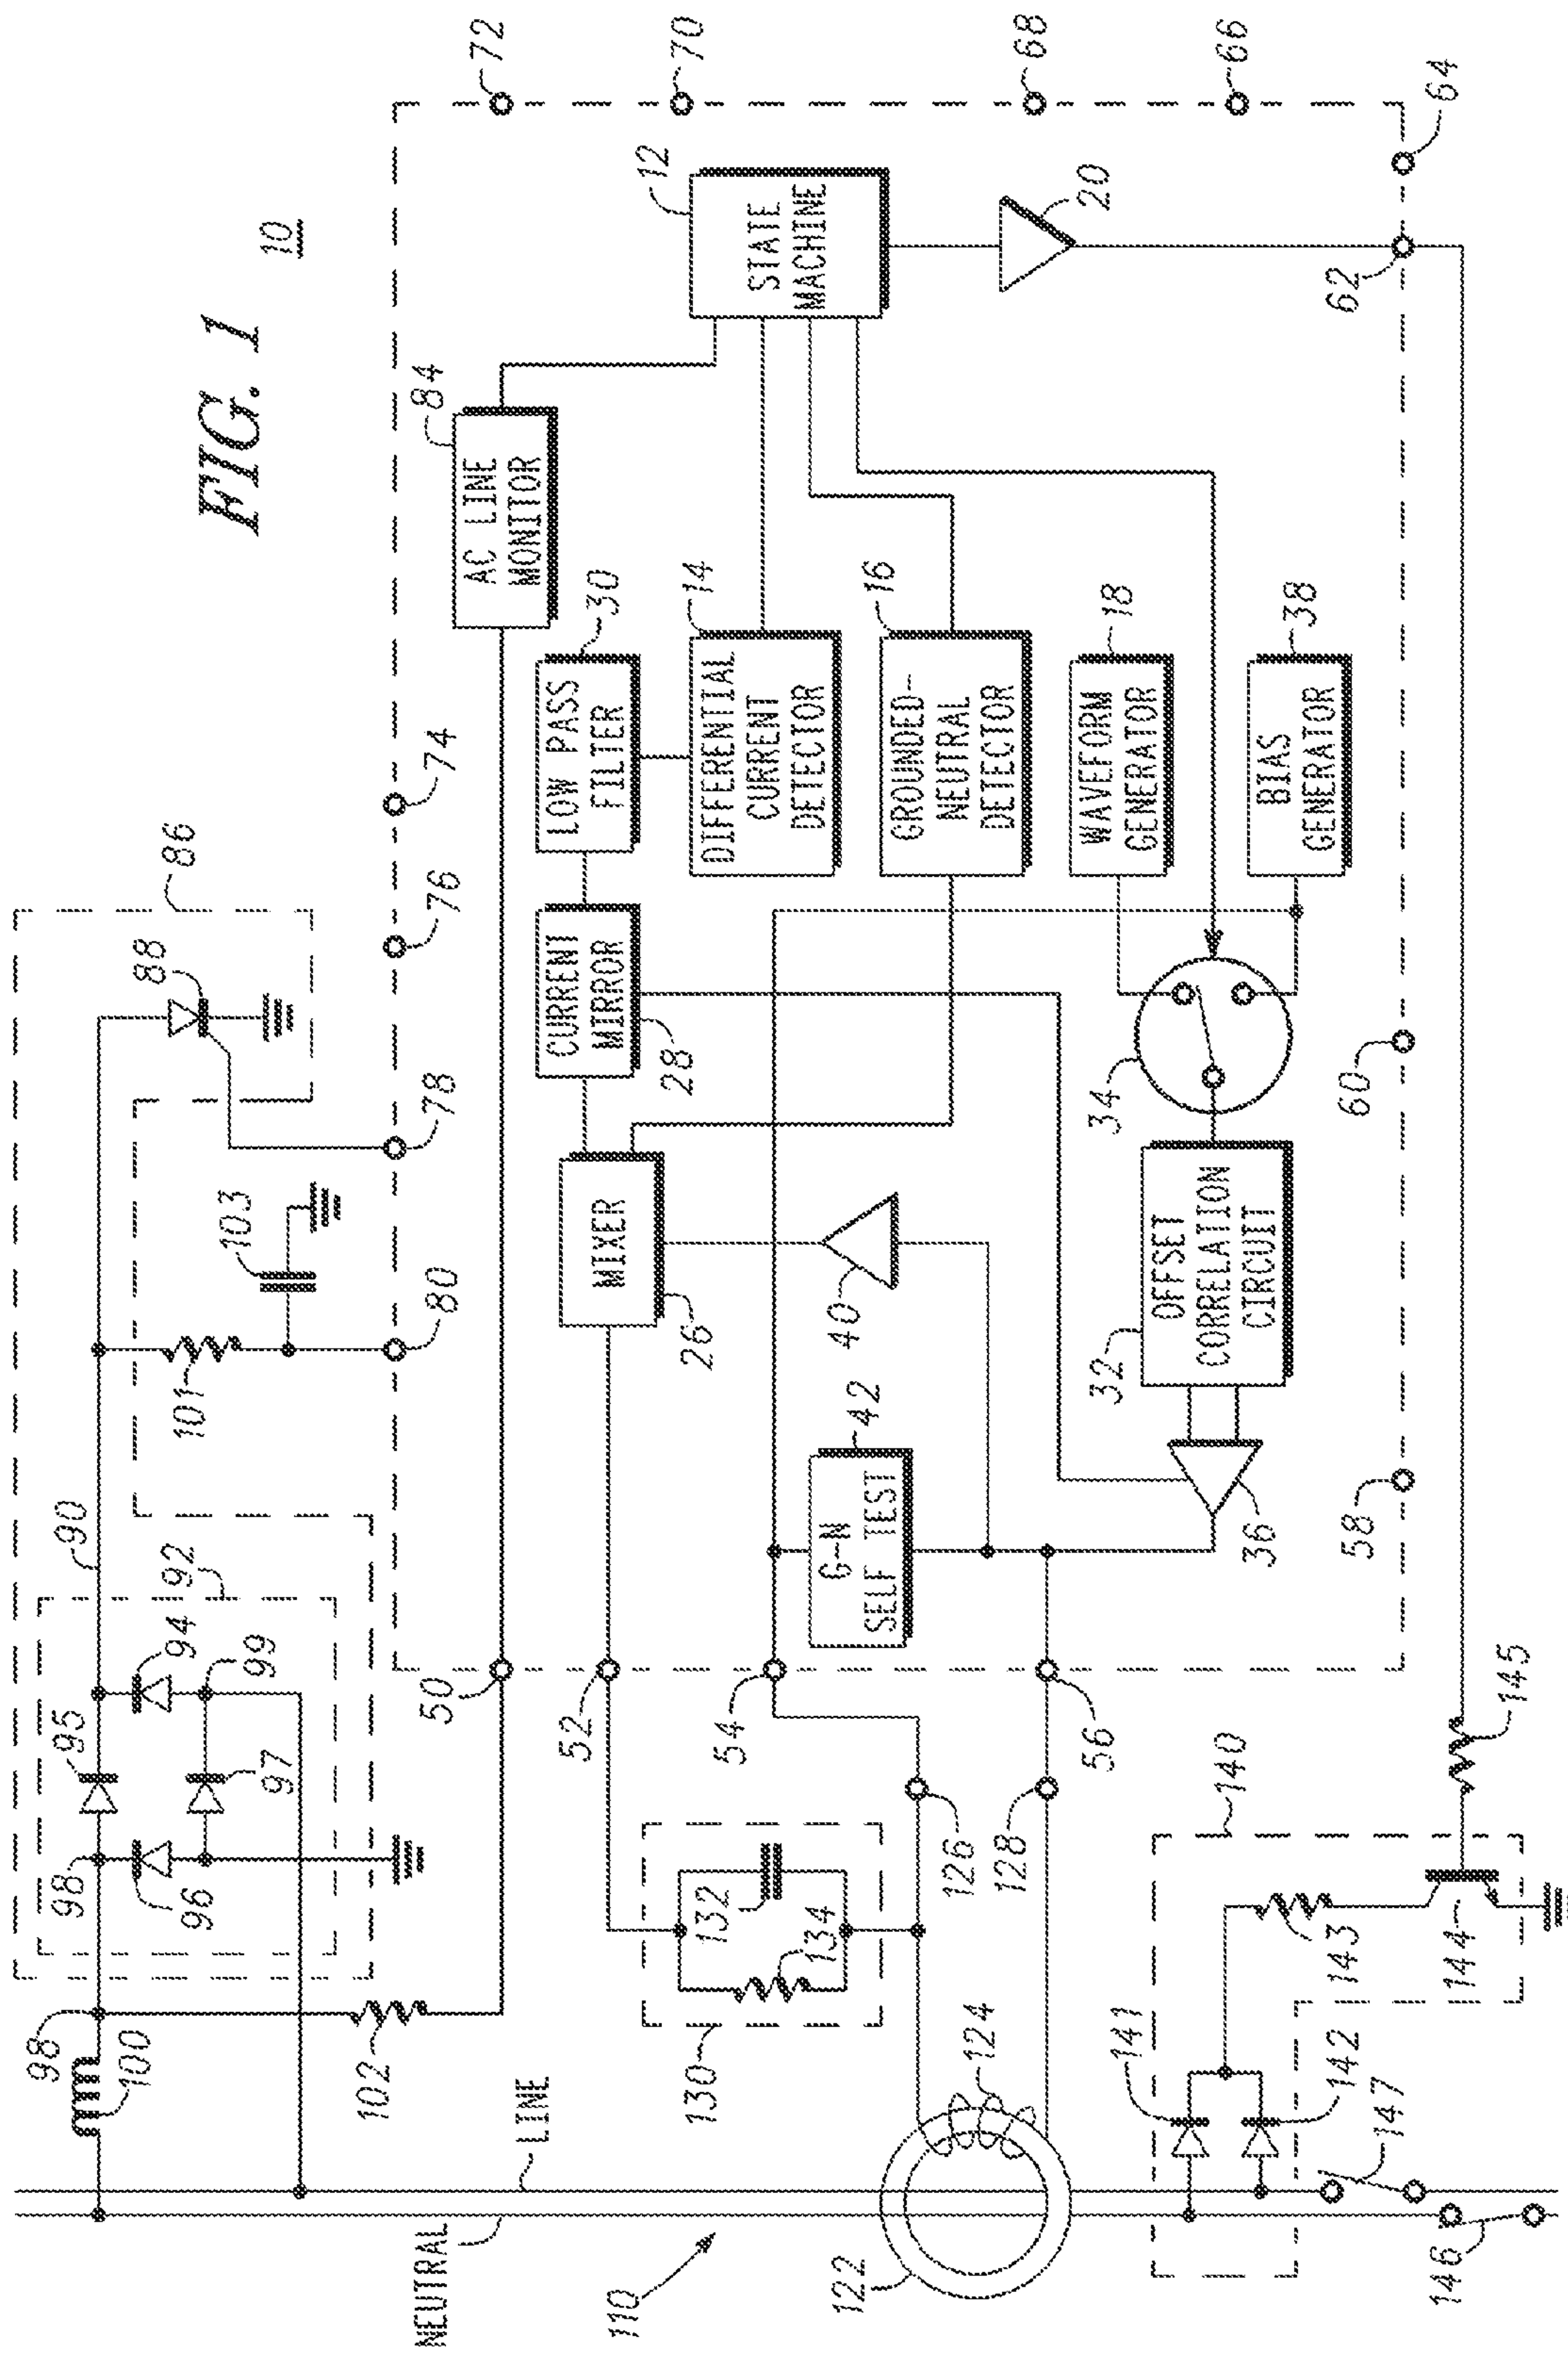 FIG. 1
10
72
70
68
66
64
12
STATE
MACHINE
20
62
84
AC LINE
MONITOR
30
LOW PASS
FILTER
14
DIFFERENTIAL
CURRENT
DETECTOR
16
GROUNDED-
NEUTRAL
DETECTOR
18
WAVEFORM
GENERATOR
38
BIAS
GENERATOR
74
76
78
80
86
88
103
101
90
92
94
95
99
97
98
96
98
100
102
CURRENT
MIRROR
28
MIXER
26
40
34
60
OFFSET
CORRELATION
CIRCUIT
32
36
58
42
G-N
SELF TEST
50
52
54
56
126
128
132
134
130
124
122
110
LINE
NEUTRAL
145
140
143
144
141
142
147
146